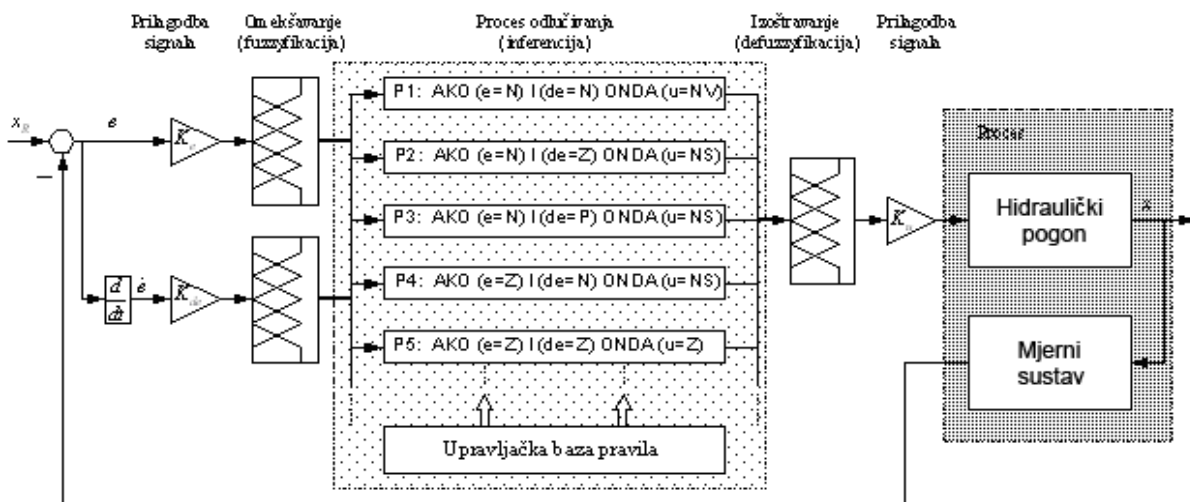 Prilagodba
signala
Omekšavanje
(fuzzyfikacija)
Proces odlučivanja
(inferencija)
Izoštravanje
(defuzzyfikacija)
Prilagodba
signala
P1: AKO (e=N) I (de=N) ONDA (u=NV)
x_R
e
K_e
P2: AKO (e=N) I (de=Z) ONDA (u=NS)
Proces
P3: AKO (e=N) I (de=P) ONDA (u=NS)
K_u
Hidraulički
pogon
x
d
dt
ė
K_de
P4: AKO (e=Z) I (de=N) ONDA (u=NS)
P5: AKO (e=Z) I (de=Z) ONDA (u=Z)
Mjerni
sustav
Upravljačka baza pravila